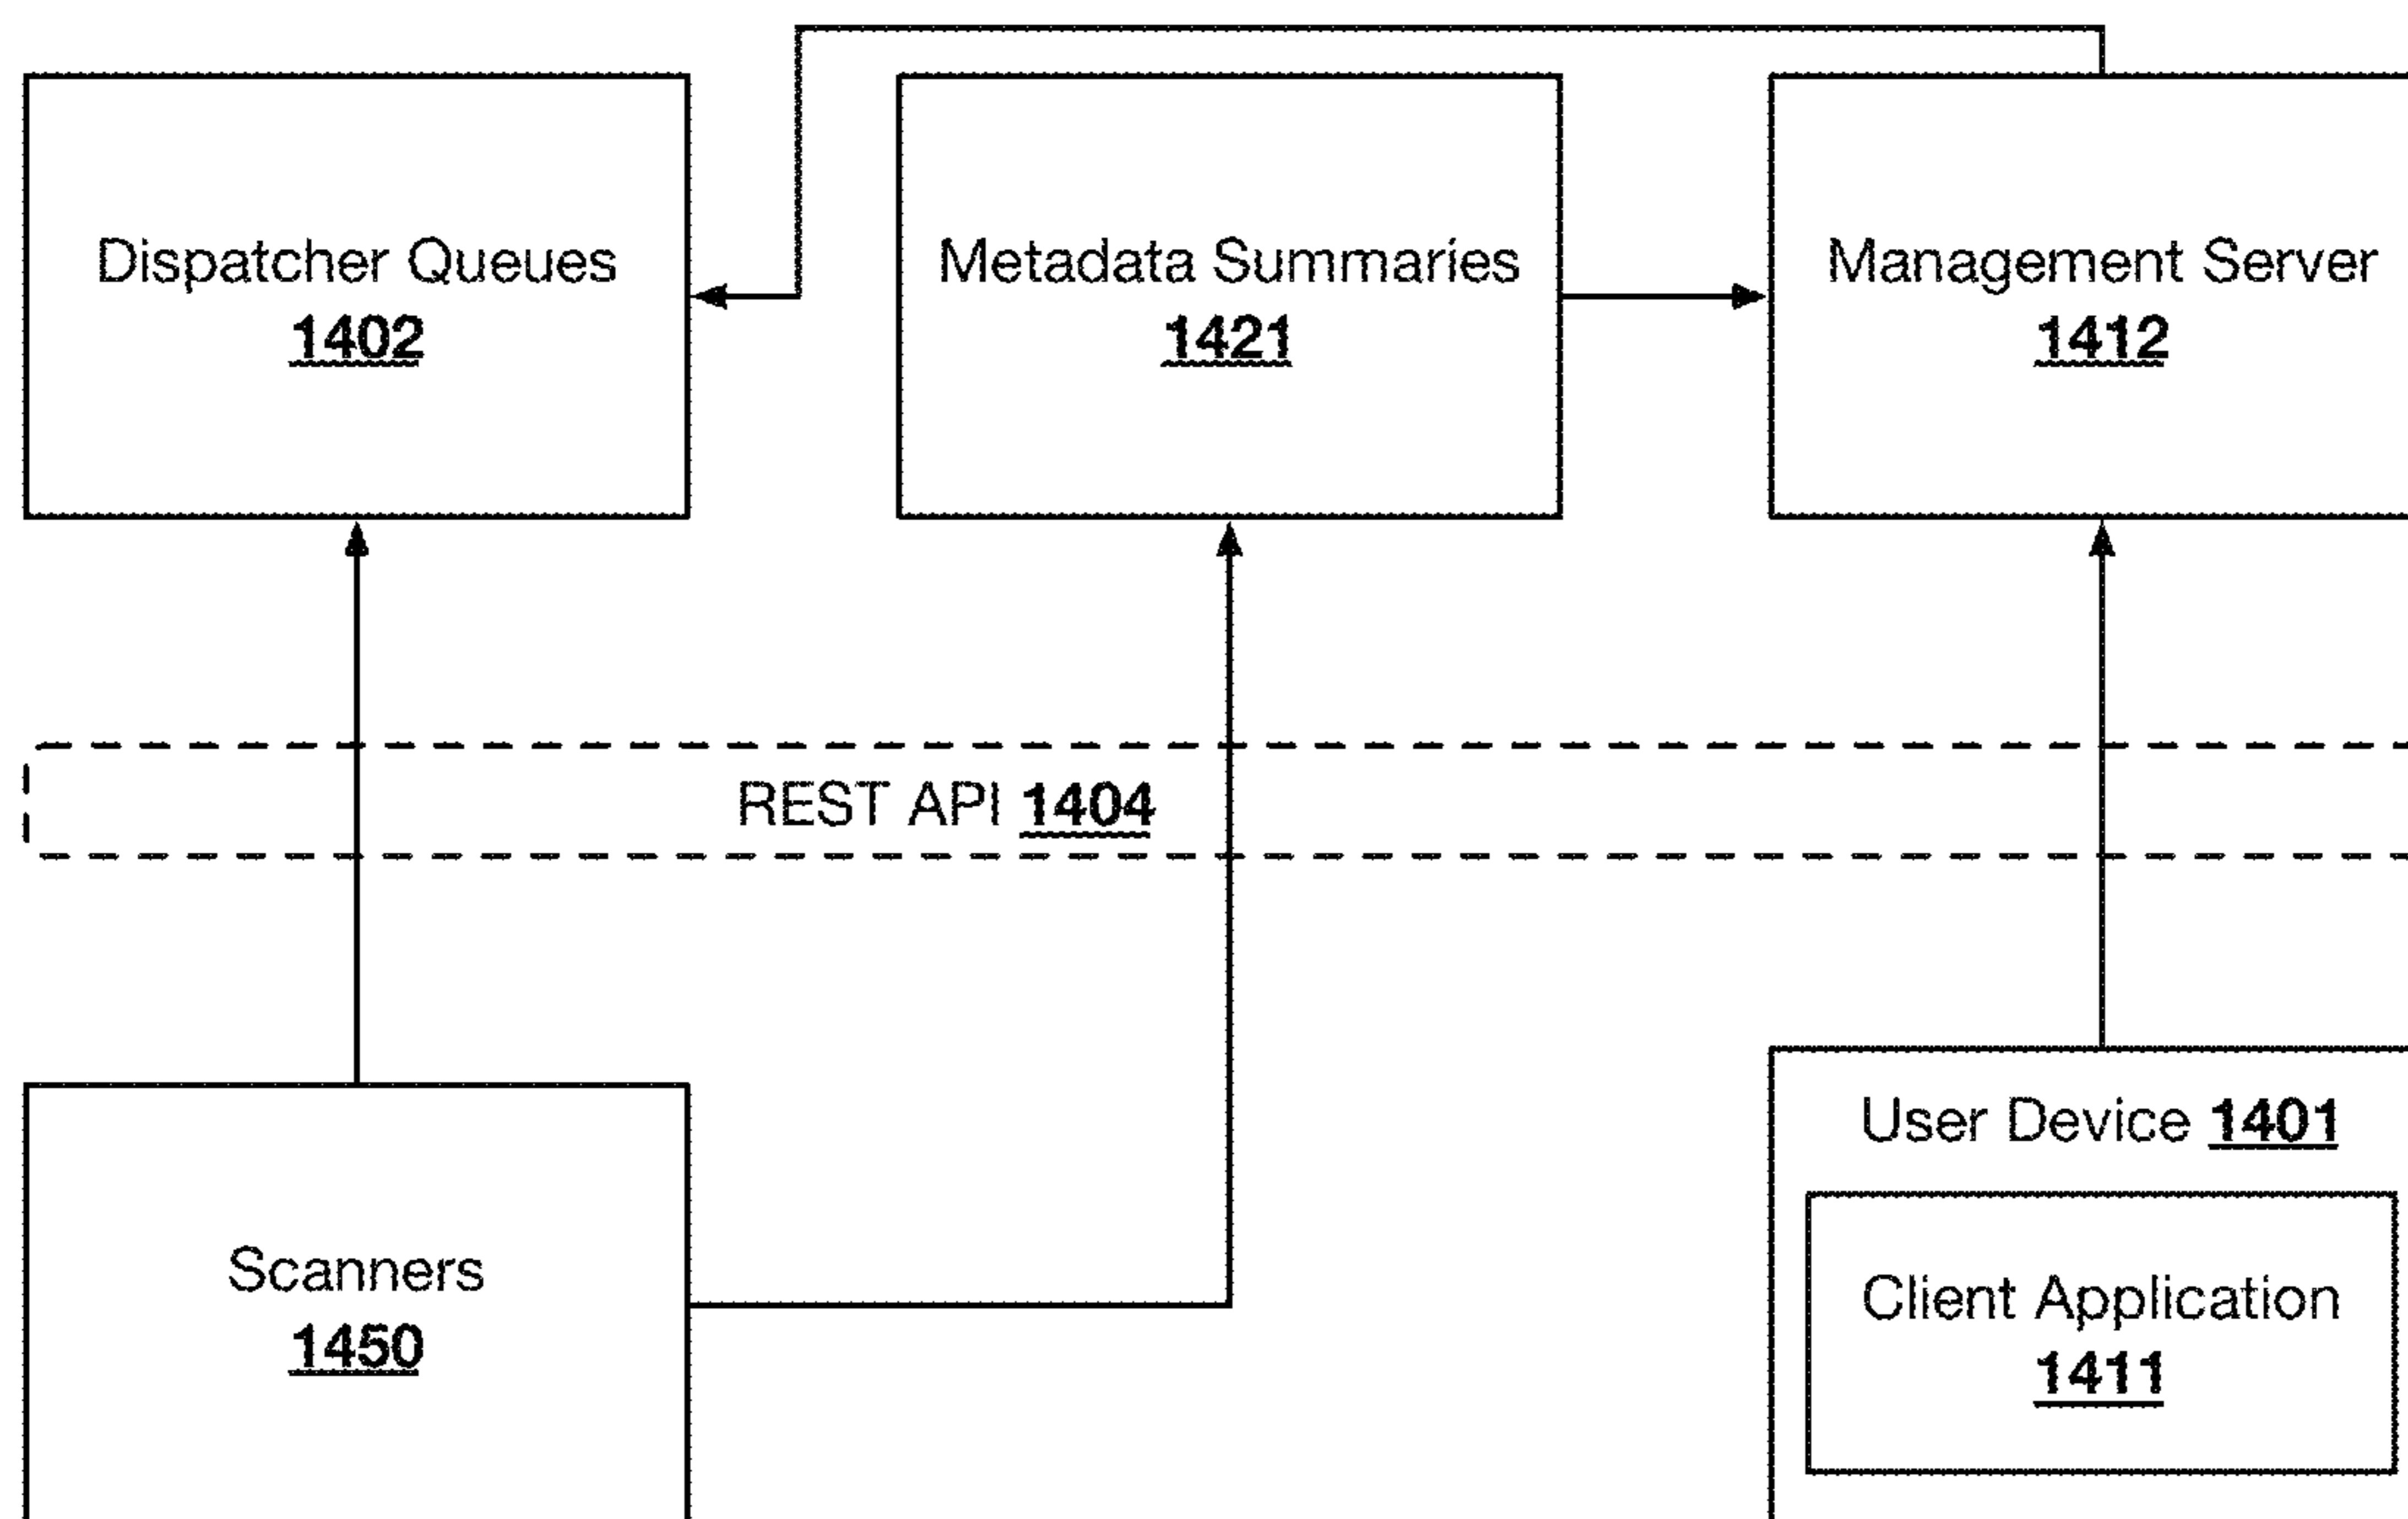 Dispatcher Queues
1402
Metadata Summaries
1421
Management Server
1412
REST API 1404
Scanners
1450
User Device 1401
Client Application
1411